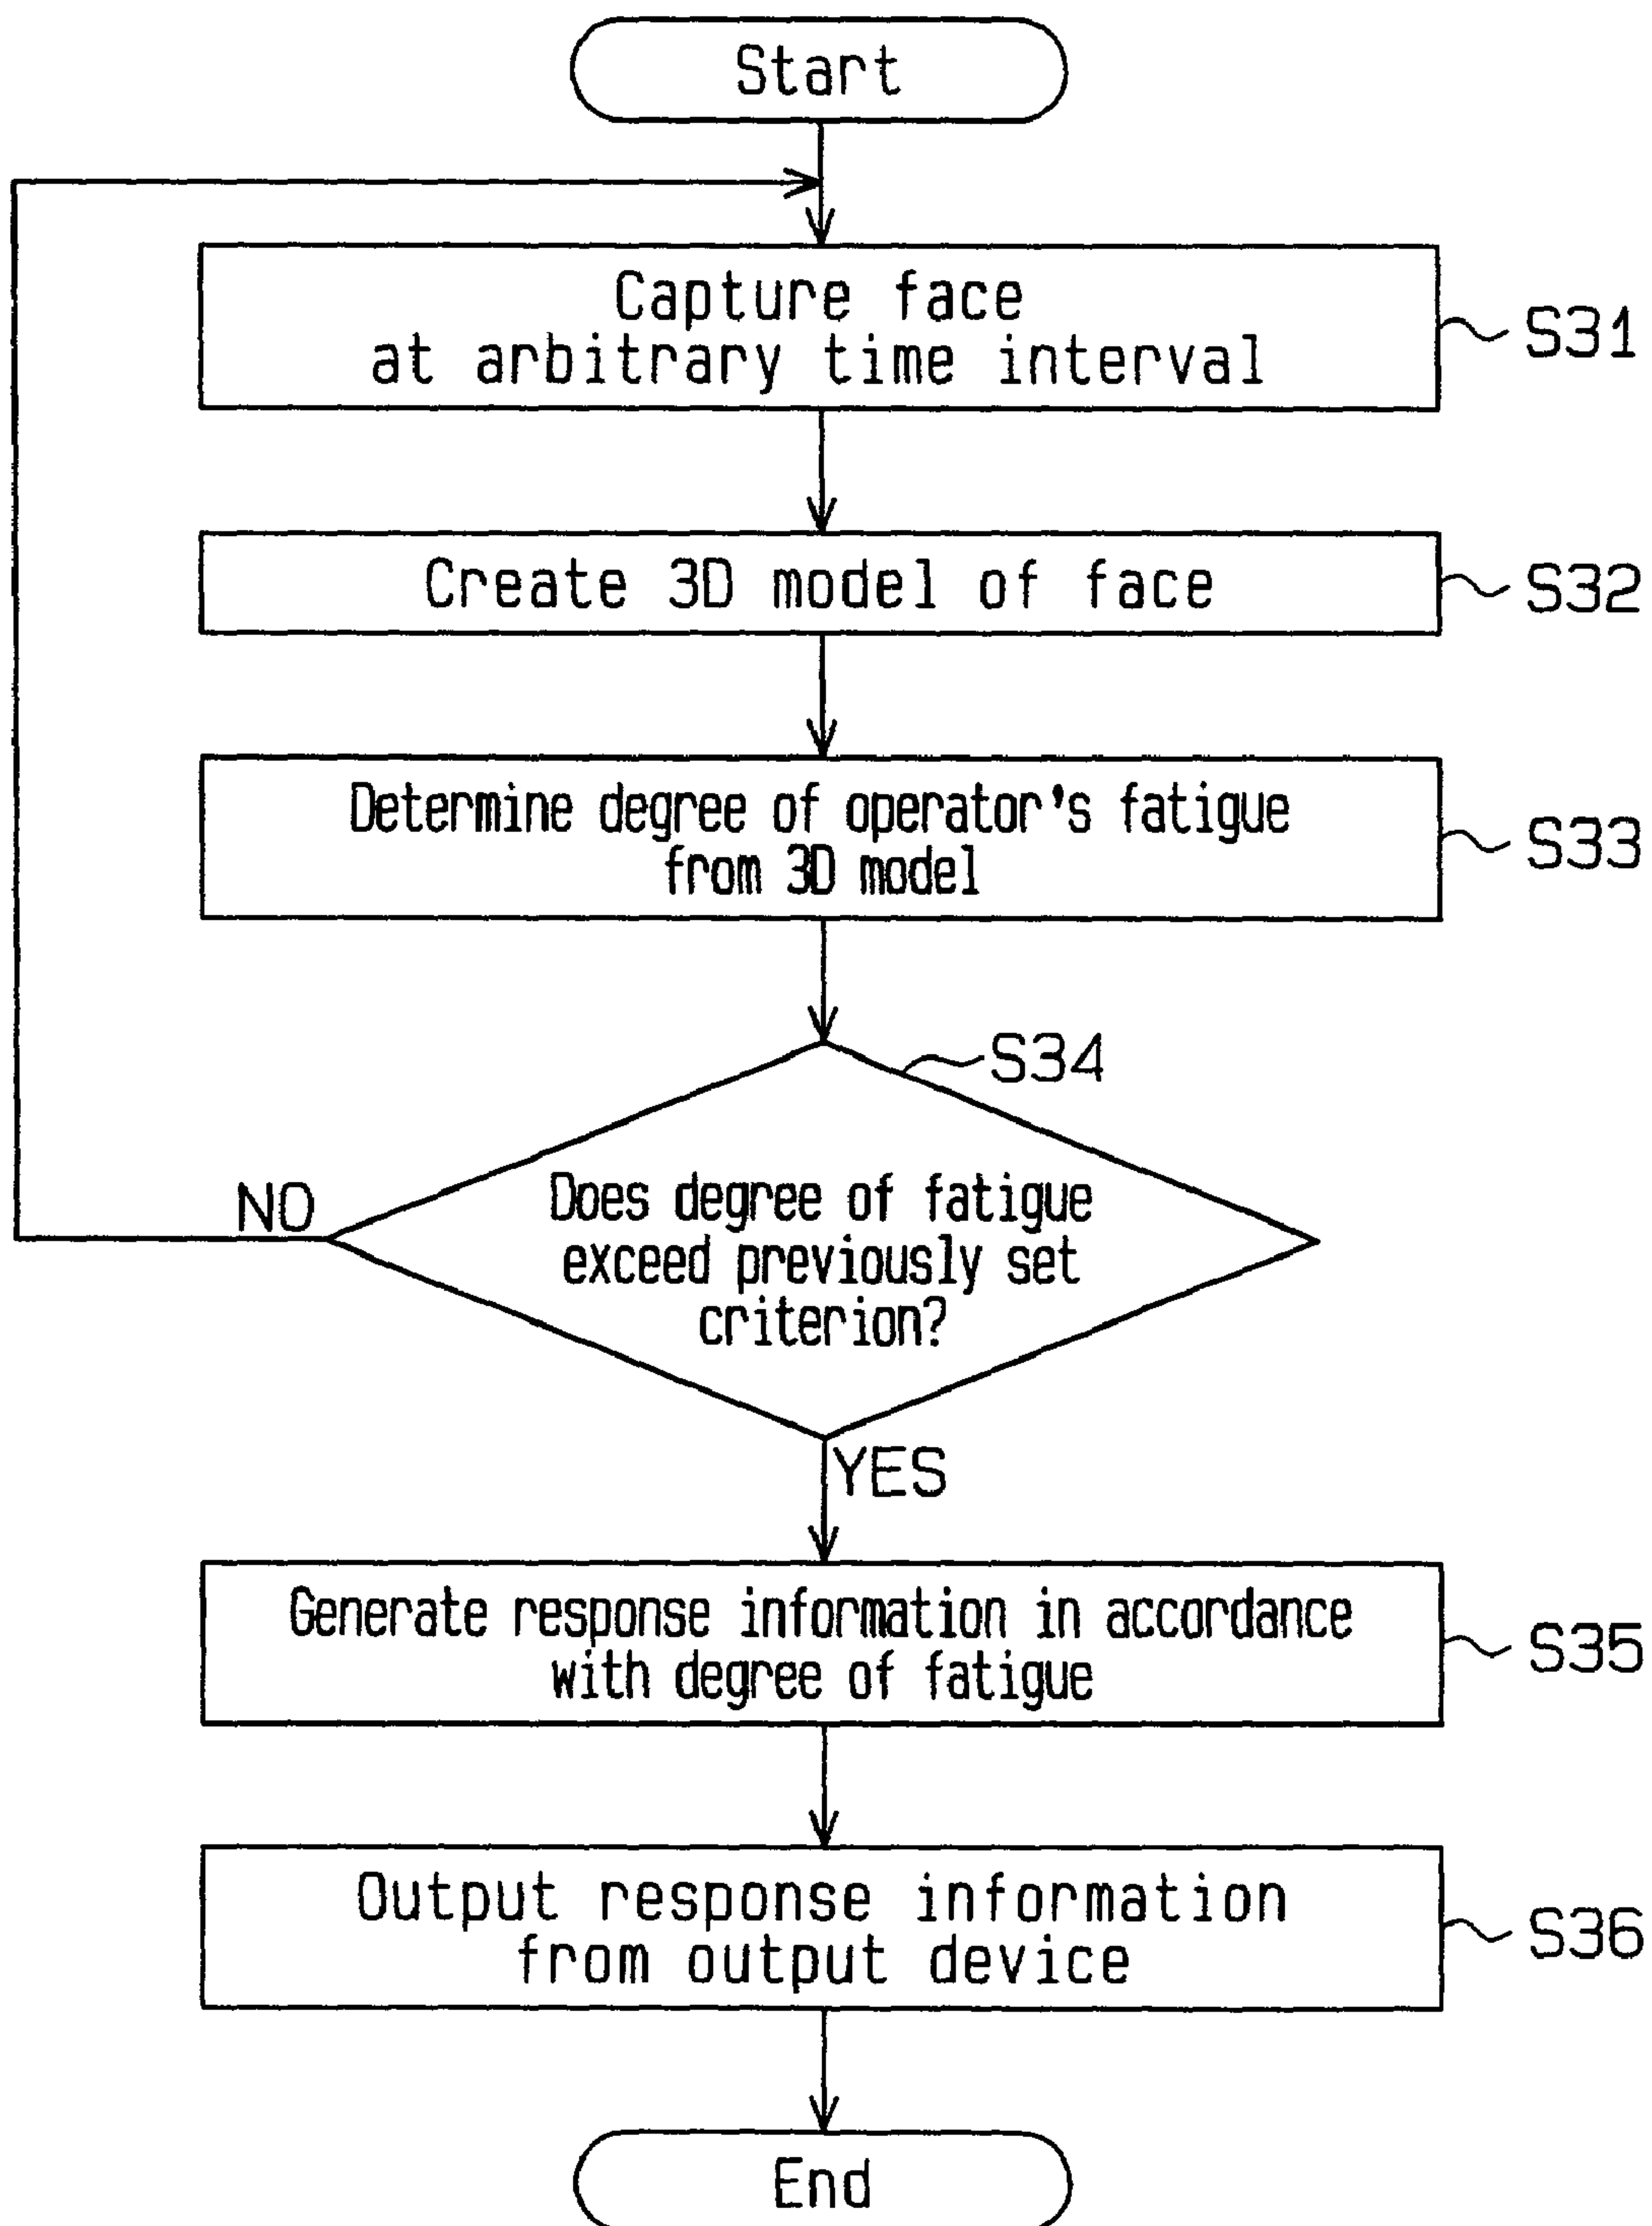 Start
Capture face
at arbitrary time interval
S31
Create 3D model of face
S32
Determine degree of operator's fatigue
from 3D model
S33
S34
Does degree of fatigue
exceed previously set
criterion?
NO
YES
Generate response information in accordance
with degree of fatigue
S35
Output response information
from output device
S36
End